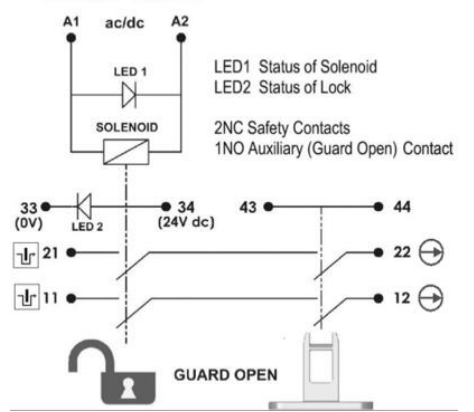 A1 ac/dc A2
LED 1
LED1 Status of Solenoid
LED2 Status of Lock
SOLENOID
2NC Safety Contacts
1NO Auxiliary (Guard Open) Contact
33 34 43 44
(0V) LED 2 (24V dc)
21 22
11 12
GUARD OPEN